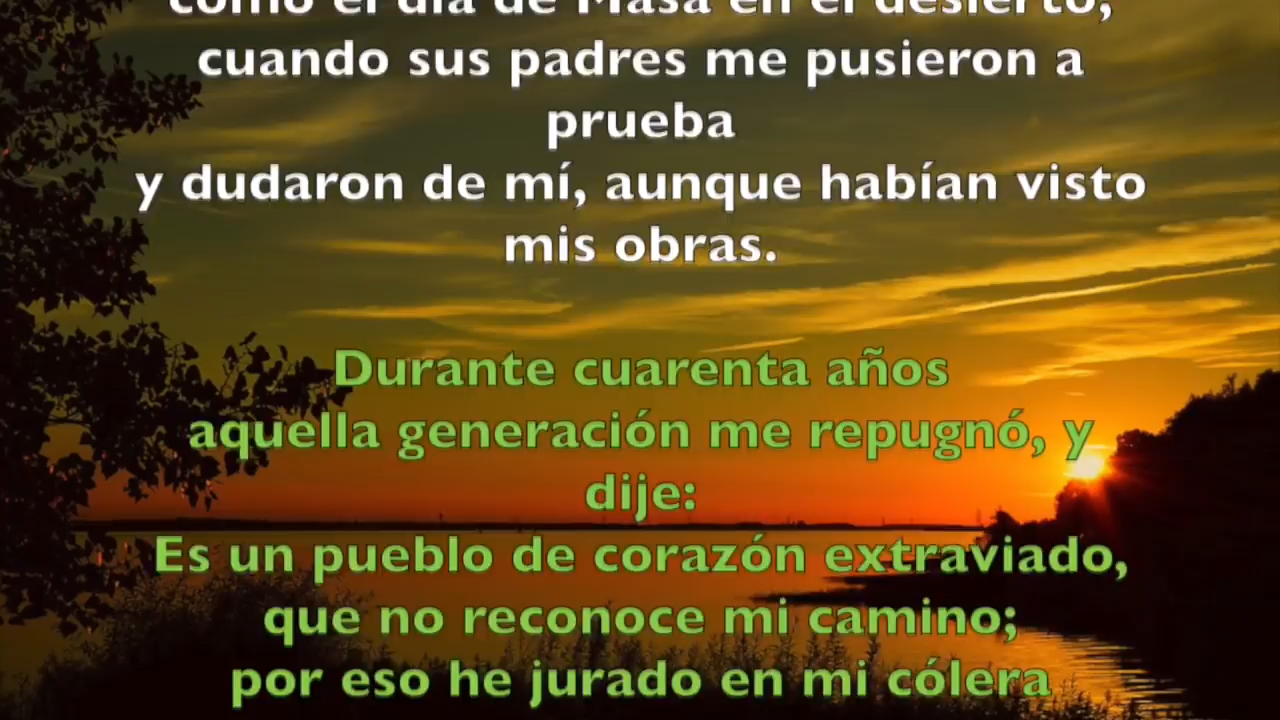 como el día de Masá en el desierto,
cuando sus padres me pusieron a
prueba
y dudaron de mí, aunque habían visto
mis obras.
Durante cuarenta años
aquella generación me repugnó, y
dije:
Es un pueblo de corazón extraviado,
que no reconoce mi camino;
por eso he jurado en mi cólera